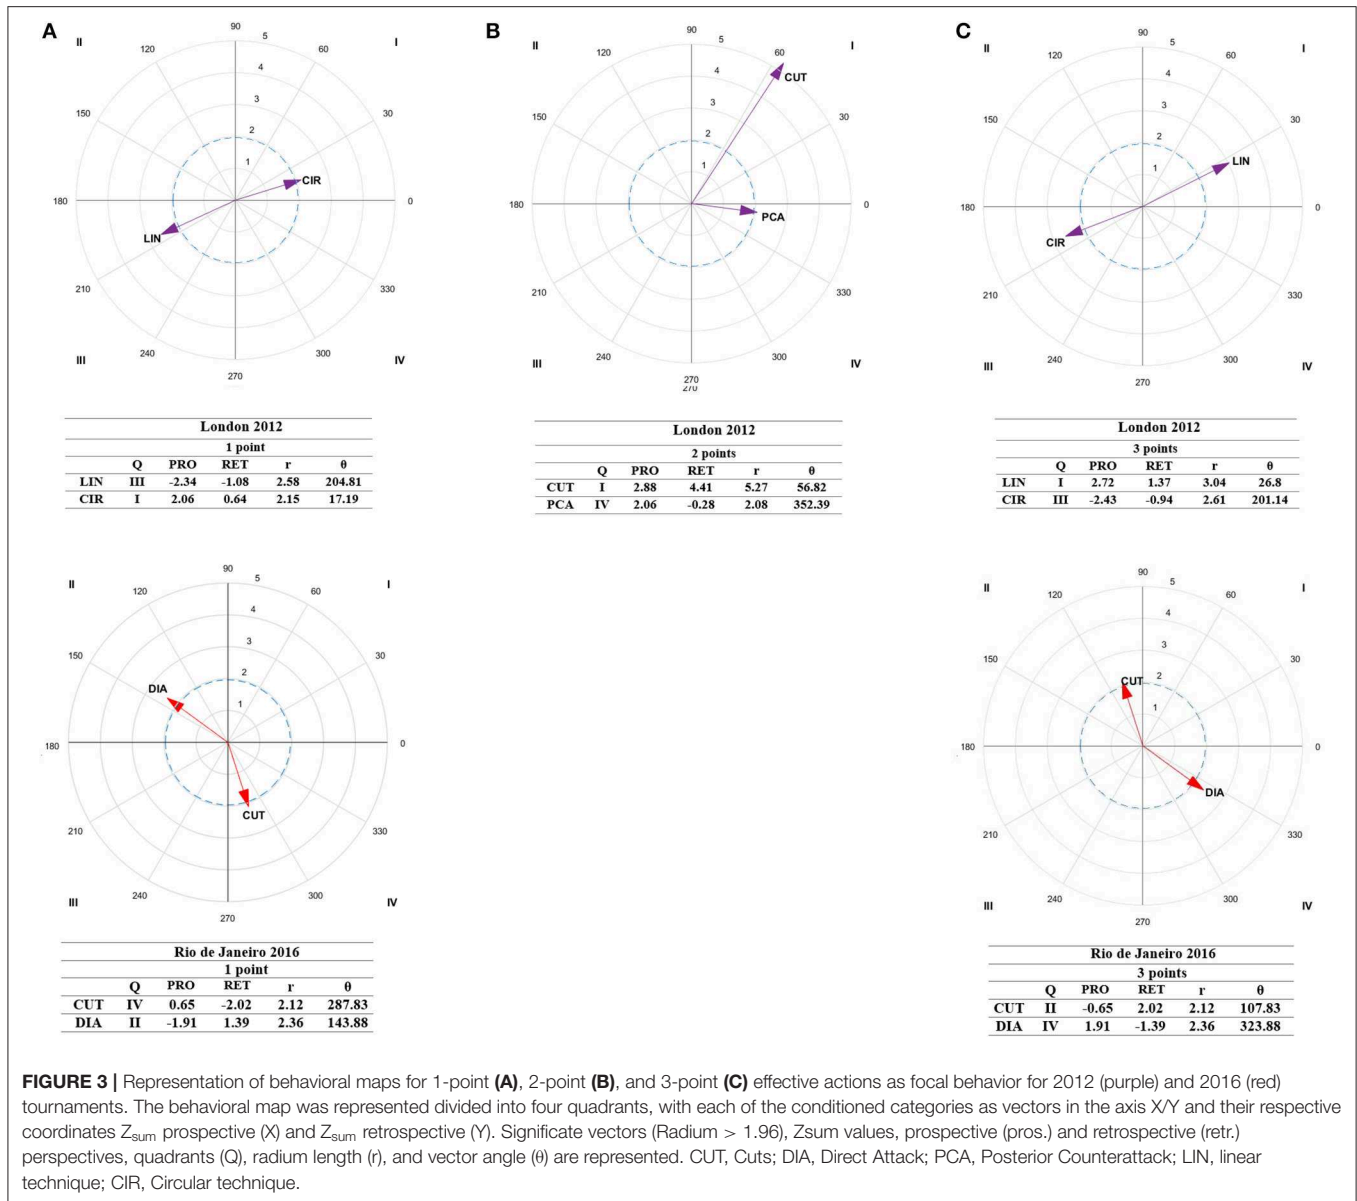 A
II
90
I
120
5
60
4
150
3
30
2
1
CIR
180
0
LIN
210
330
240
300
III
IV
270
London 2012
1 point
Q PRO RET r θ
LIN III -2.34 -1.08 2.58 204.81
CIR I 2.06 0.64 2.15 17.19
B
II
90
I
120
5
60
CUT
4
150
3
30
2
1
180
0
PCA
210
330
240
300
III
IV
270
270
London 2012
2 points
Q PRO RET r θ
CUT I 2.88 4.41 5.27 56.82
PCA IV 2.06 -0.28 2.08 352.39
C
II
90
I
120
5
60
4
150
3
30
2
1
LIN
180
0
CIR
210
330
240
300
III
IV
270
London 2012
3 points
Q PRO RET r θ
LIN I 2.72 1.37 3.04 26.8
CIR III -2.43 -0.94 2.61 201.14
II
90
I
120
5
60
4
150
3
30
2
DIA
1
180
0
CUT
210
330
240
300
III
IV
270
Rio de Janeiro 2016
1 point
Q PRO RET r θ
CUT IV 0.65 -2.02 2.12 287.83
DIA II -1.91 1.39 2.36 143.88
II
90
I
120
5
60
4
150
3
30
2
CUT
1
180
0
DIA
210
330
240
300
III
IV
270
Rio de Janeiro 2016
3 points
Q PRO RET r θ
CUT II -0.65 2.02 2.12 107.83
DIA IV 1.91 -1.39 2.36 323.88
FIGURE 3 | Representation of behavioral maps for 1-point (A), 2-point (B), and 3-point (C) effective actions as focal behavior for 2012 (purple) and 2016 (red)
tournaments. The behavioral map was represented divided into four quadrants, with each of the conditioned categories as vectors in the axis X/Y and their respective
coordinates Zsum prospective (X) and Zsum retrospective (Y). Significate vectors (Radium > 1.96), Zsum values, prospective (pros.) and retrospective (retr.)
perspectives, quadrants (Q), radium length (r), and vector angle (θ) are represented. CUT, Cuts; DIA, Direct Attack; PCA, Posterior Counterattack; LIN, linear
technique; CIR, Circular technique.